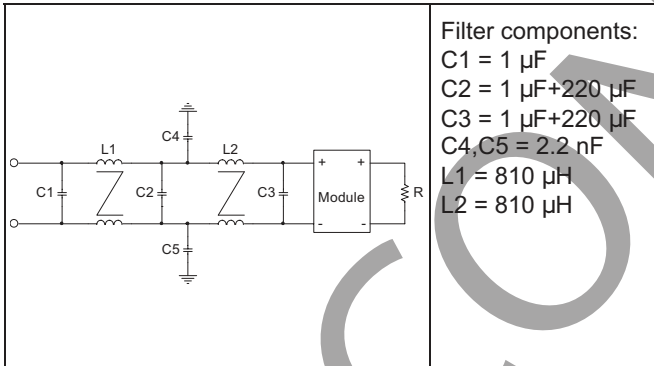 Filter components:
C1 = 1 µF
C2 = 1 µF+220 µF
C3 = 1 µF+220 µF
C4,C5 = 2.2 nF
L1 = 810 µH
L2 = 810 µH
C4
L1
L2
C1
C2
C3
+
+
Module
R
-
-
C5